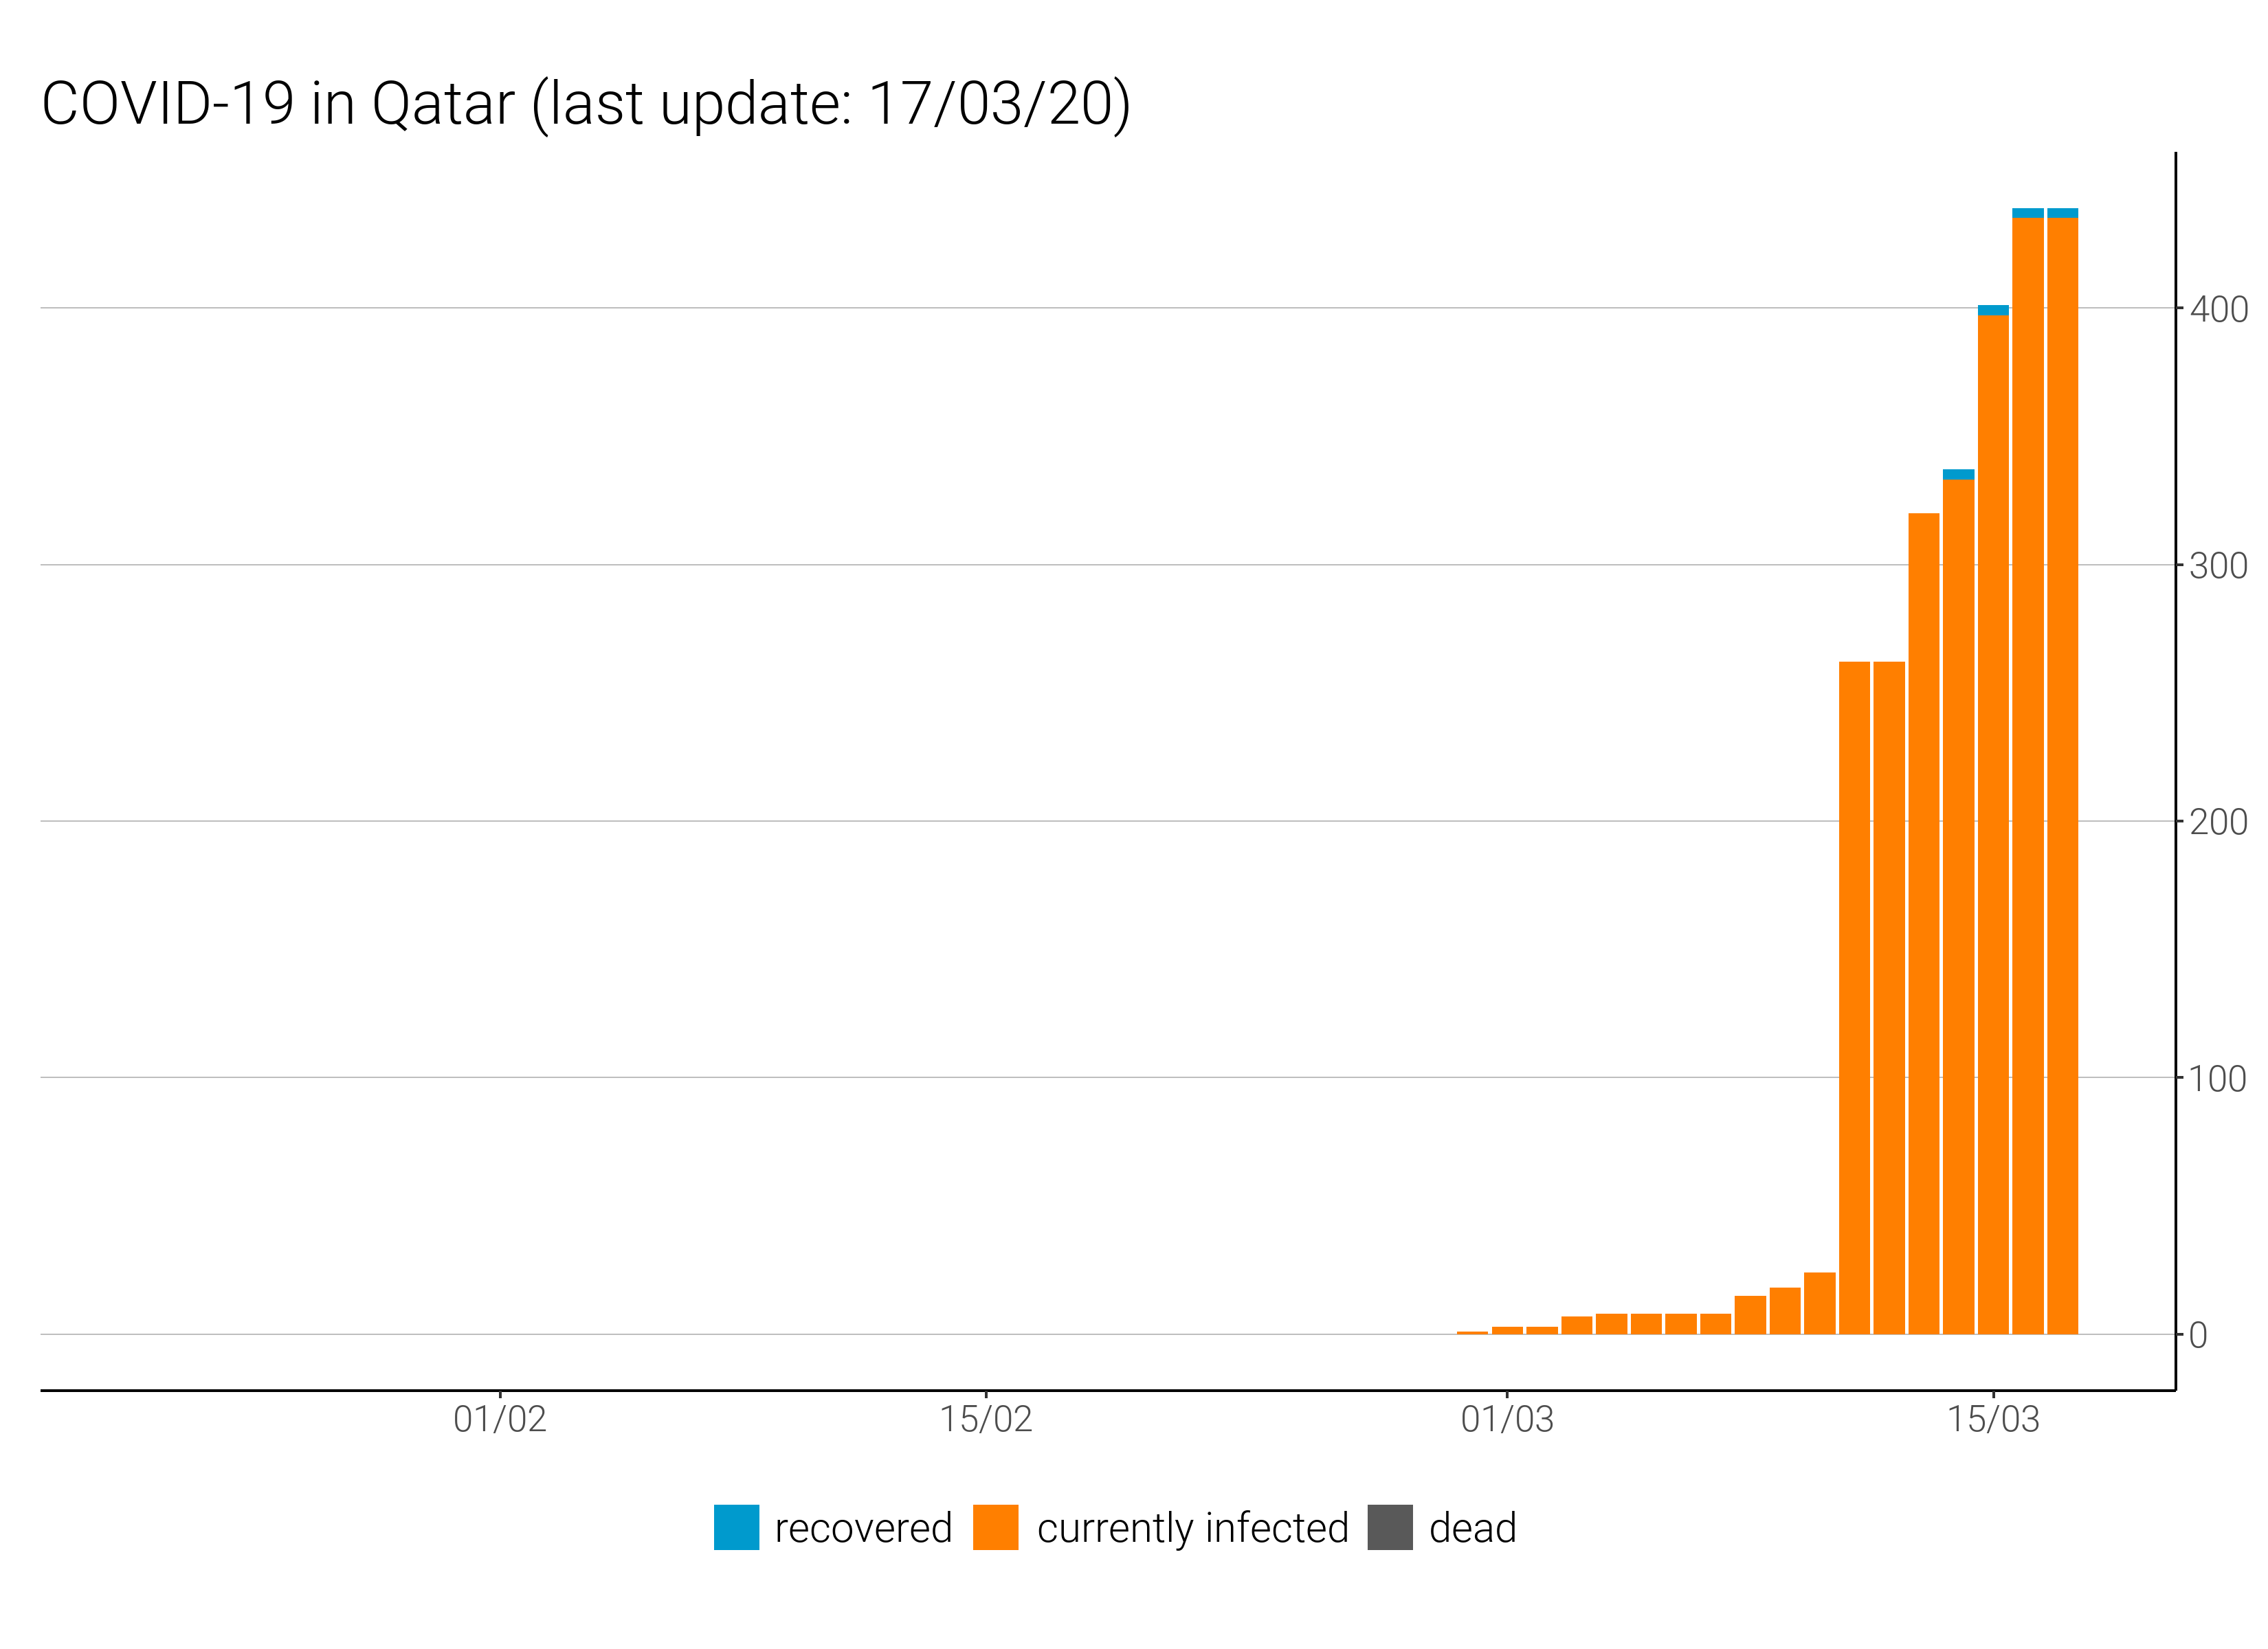 COVID-19 in Qatar (last update: 17/03/20)
400
300
200
100
0
01/02 15/02 01/03 15/03
recovered currently infected dead